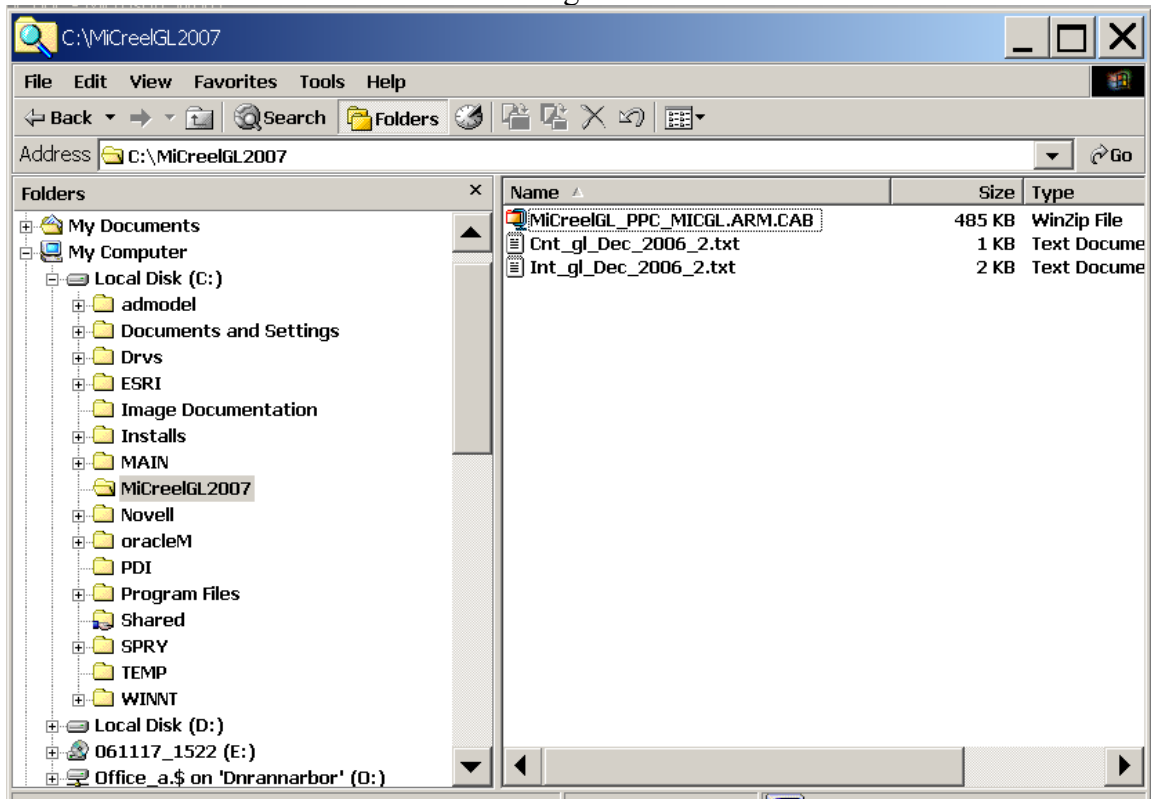 C:\MiCreelGL2007
File Edit View Favorites Tools Help
Back Search Folders
Address C:\MiCreelGL2007 Go
Folders × Name Size Type
My Documents
My Computer
Local Disk (C:)
admodel
Documents and Settings
Drvs
ESRI
Image Documentation
Installs
MAIN
MiCreelGL2007
Novell
oracleM
PDI
Program Files
Shared
SPRY
TEMP
WINNT
Local Disk (D:)
061117_1522 (E:)
Office_a.$ on 'Dnrannarbor' (O:)
MiCreelGL_PPC_MICGL.ARM.CAB 485 KB WinZip File
Cnt_gl_Dec_2006_2.txt 1 KB Text Docume
Int_gl_Dec_2006_2.txt 2 KB Text Docume